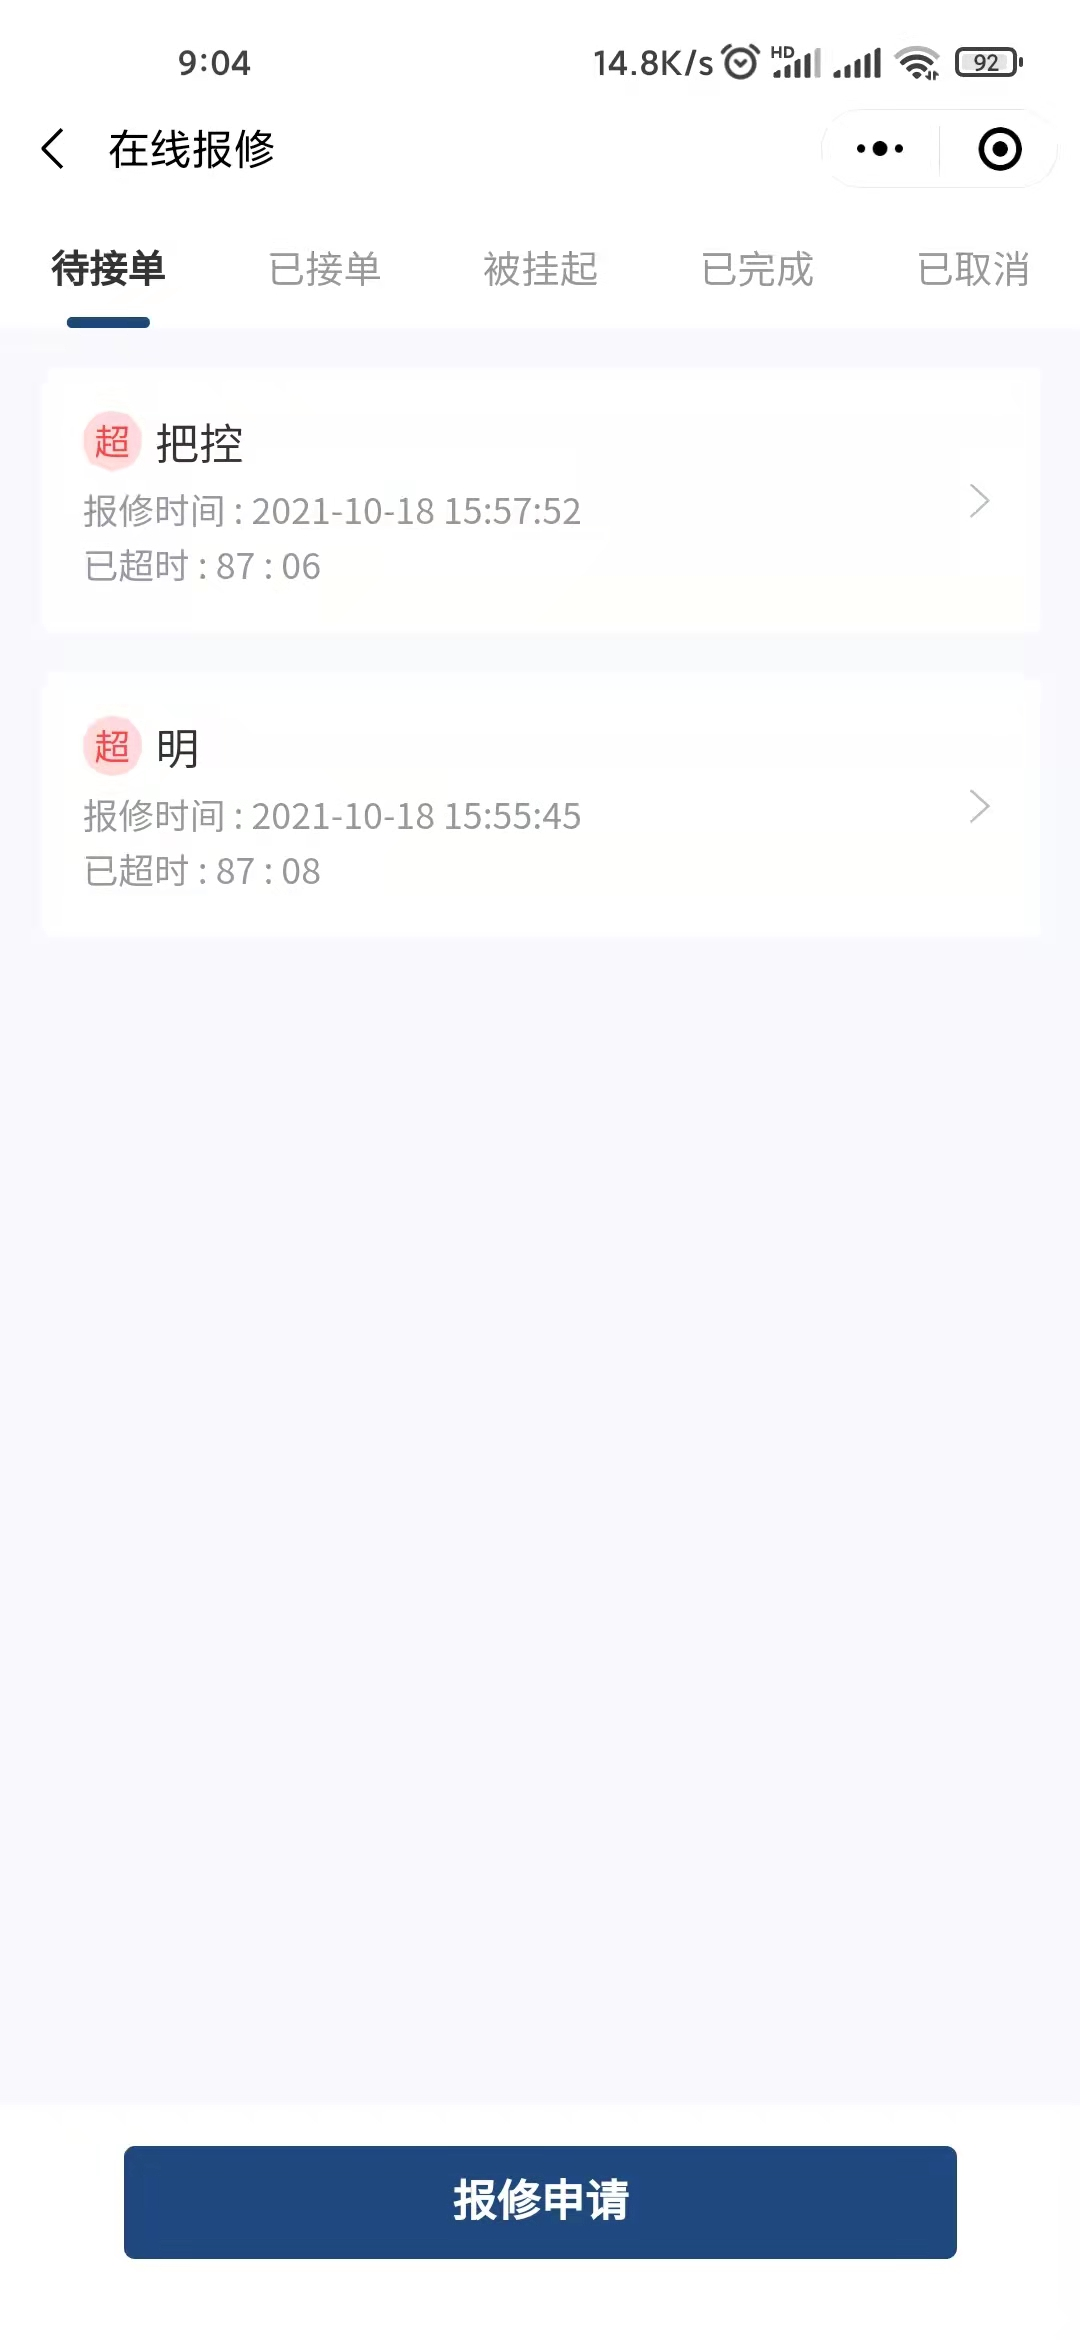 9:04
14.8K/s HD 92
在线报修
待接单 已接单 被挂起 已完成 已取消
超 把控
报修时间 : 2021-10-18 15:57:52
已超时 : 87 : 06
超 明
报修时间 : 2021-10-18 15:55:45
已超时 : 87 : 08
报修申请